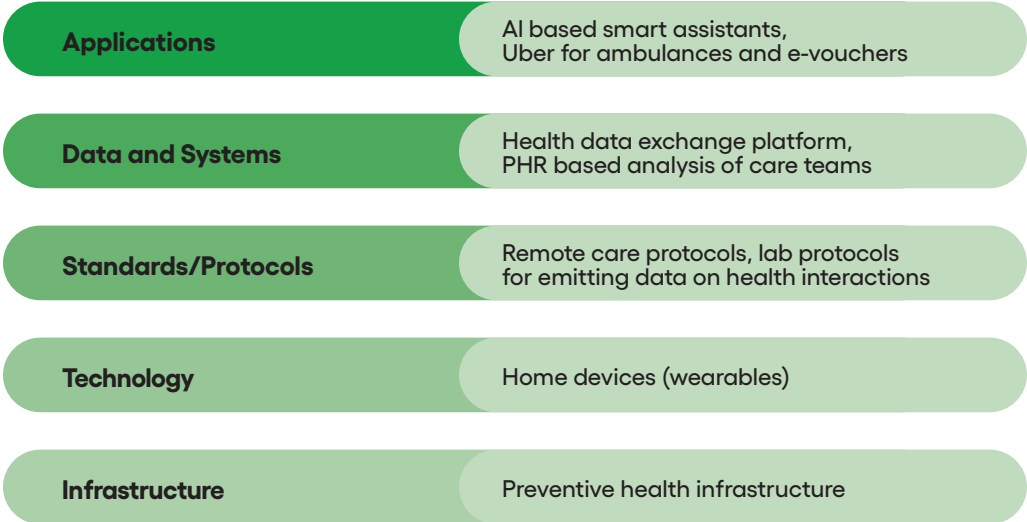 Applications
AI based smart assistants,
Uber for ambulances and e-vouchers
Data and Systems
Health data exchange platform,
PHR based analysis of care teams
Standards/Protocols
Remote care protocols, lab protocols
for emitting data on health interactions
Technology
Home devices (wearables)
Infrastructure
Preventive health infrastructure